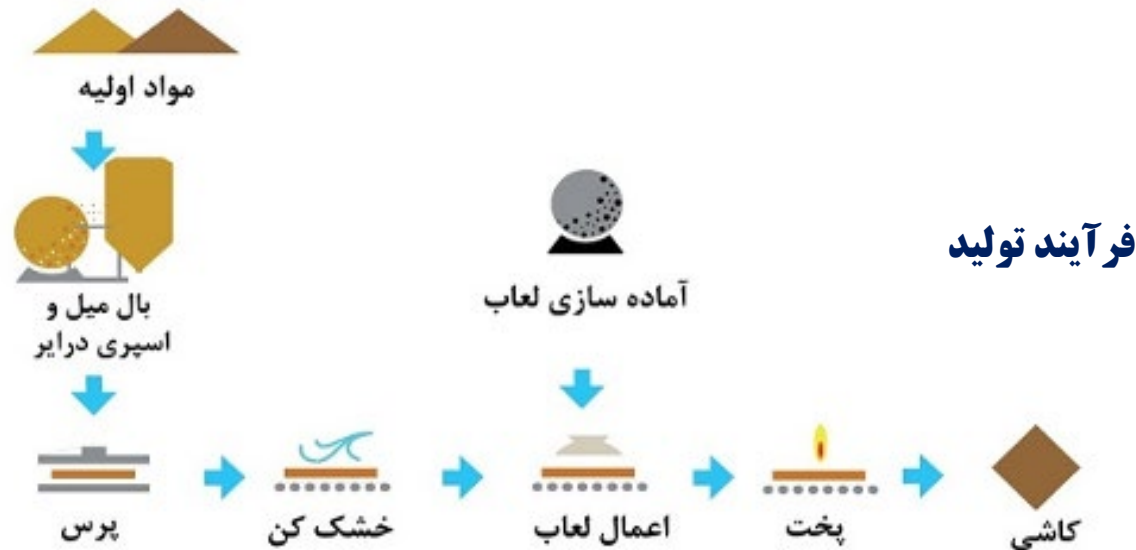 مواد اولیه
بال میل و
اسپری درایر
آماده سازی لعاب
فرآیند تولید
پرس
خشک کن
اعمال لعاب
پخت
کاشی